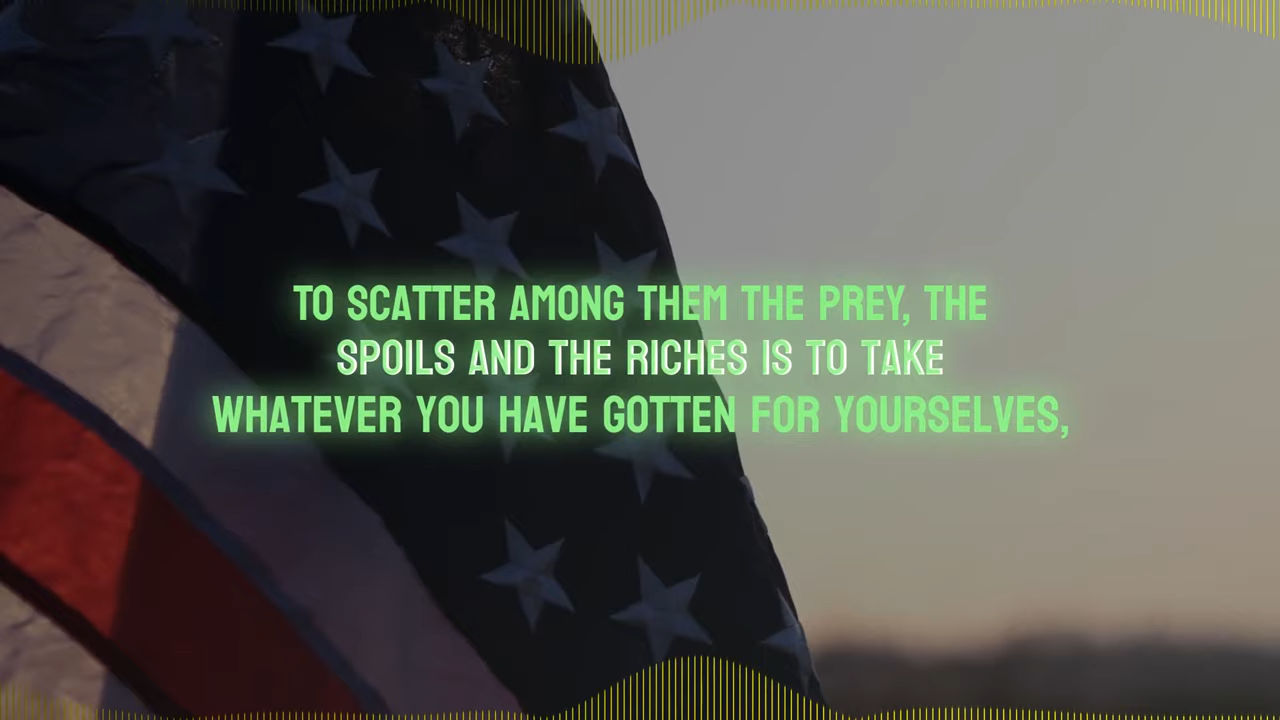 TO SCATTER AMONG THEM THE PREY, THE
SPOILS AND THE RICHES IS TO TAKE
WHATEVER YOU HAVE GOTTEN FOR YOURSELVES,